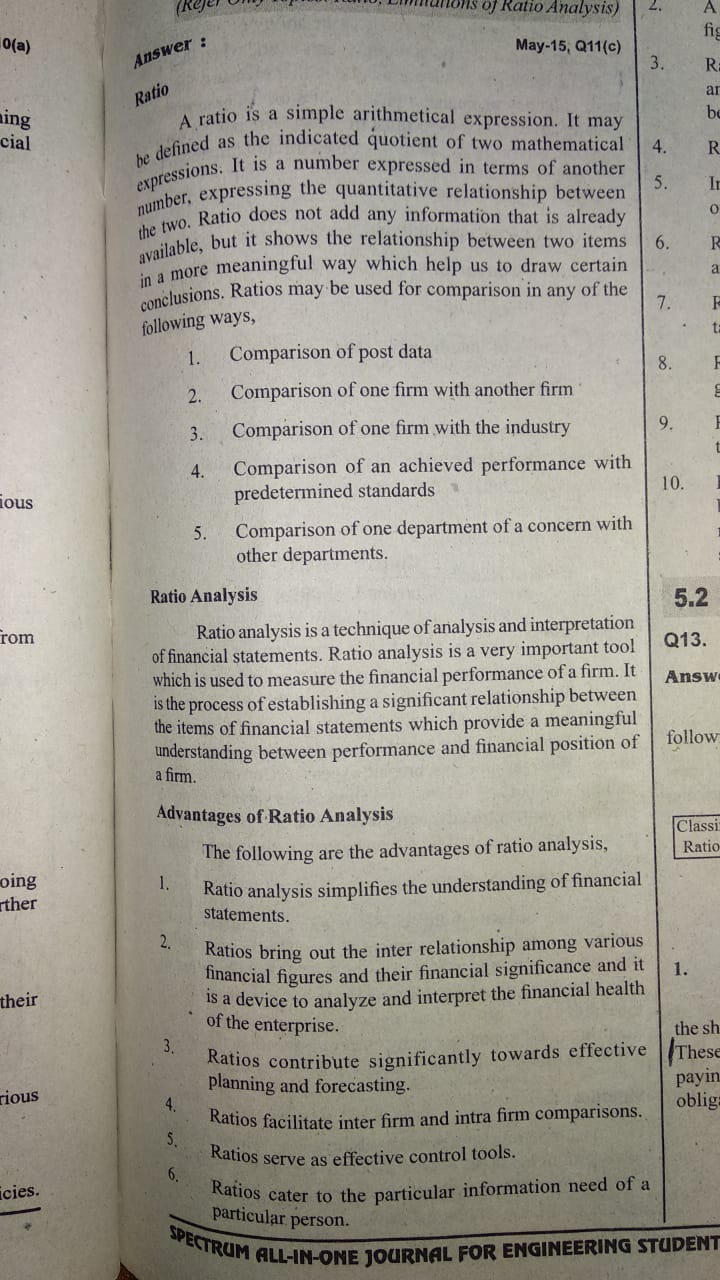 (Refer Only Topics: Ratio, Limitations of Ratio Analysis)
Answer :
May-15, Q11(c)
Ratio
A ratio is a simple arithmetical expression. It may
be defined as the indicated quotient of two mathematical
expressions. It is a number expressed in terms of another
number, expressing the quantitative relationship between
the two. Ratio does not add any information that is already
available, but it shows the relationship between two items
in a more meaningful way which help us to draw certain
conclusions. Ratios may be used for comparison in any of the
following ways,
1. Comparison of post data
2. Comparison of one firm with another firm
3. Comparison of one firm with the industry
4. Comparison of an achieved performance with
predetermined standards
5. Comparison of one department of a concern with
other departments.
Ratio Analysis
Ratio analysis is a technique of analysis and interpretation
of financial statements. Ratio analysis is a very important tool
which is used to measure the financial performance of a firm. It
is the process of establishing a significant relationship between
the items of financial statements which provide a meaningful
understanding between performance and financial position of
a firm.
Advantages of Ratio Analysis
The following are the advantages of ratio analysis,
1. Ratio analysis simplifies the understanding of financial
statements.
2. Ratios bring out the inter relationship among various
financial figures and their financial significance and it
is a device to analyze and interpret the financial health
of the enterprise.
3. Ratios contribute significantly towards effective
planning and forecasting.
4. Ratios facilitate inter firm and intra firm comparisons.
5. Ratios serve as effective control tools.
6. Ratios cater to the particular information need of a
particular person.
SPECTRUM ALL-IN-ONE JOURNAL FOR ENGINEERING STUDENT
0(a)
cial
ious
rom
oing
rther
their
rious
icies.
2. A
fig
3.
4. R
5.
6.
7.
8.
9.
10.
5.2
Q13.
Answ
follow
Classi
Ratio
1.
the sh
These
payin
oblig